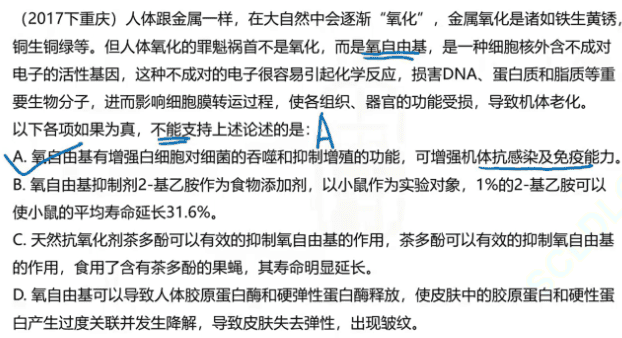 （2017下重庆）人体跟金属一样，在大自然中会逐渐“氧化”，金属氧化是诸如铁生黄锈，
铜生铜绿等。但人体氧化的罪魁祸首不是氧化，而是氧自由基，是一种细胞核外含不成对
电子的活性基因，这种不成对的电子很容易引起化学反应，损害DNA、蛋白质和脂质等重
要生物分子，进而影响细胞膜转运过程，使各组织、器官的功能受损，导致机体老化。
以下各项如果为真，不能支持上述论述的是： A
A. 氧自由基有增强白细胞对细菌的吞噬和抑制增殖的功能，可增强机体抗感染及免疫能力。
B. 氧自由基抑制剂2-基乙胺作为食物添加剂，以小鼠作为实验对象，1%的2-基乙胺可以
使小鼠的平均寿命延长31.6%。
C. 天然抗氧化剂茶多酚可以有效的抑制氧自由基的作用，茶多酚可以有效的抑制氧自由基
的作用，食用了含有茶多酚的果蝇，其寿命明显延长。
D. 氧自由基可以导致人体胶原蛋白酶和硬弹性蛋白酶释放，使皮肤中的胶原蛋白和硬性蛋
白产生过度关联并发生降解，导致皮肤失去弹性，出现皱纹。